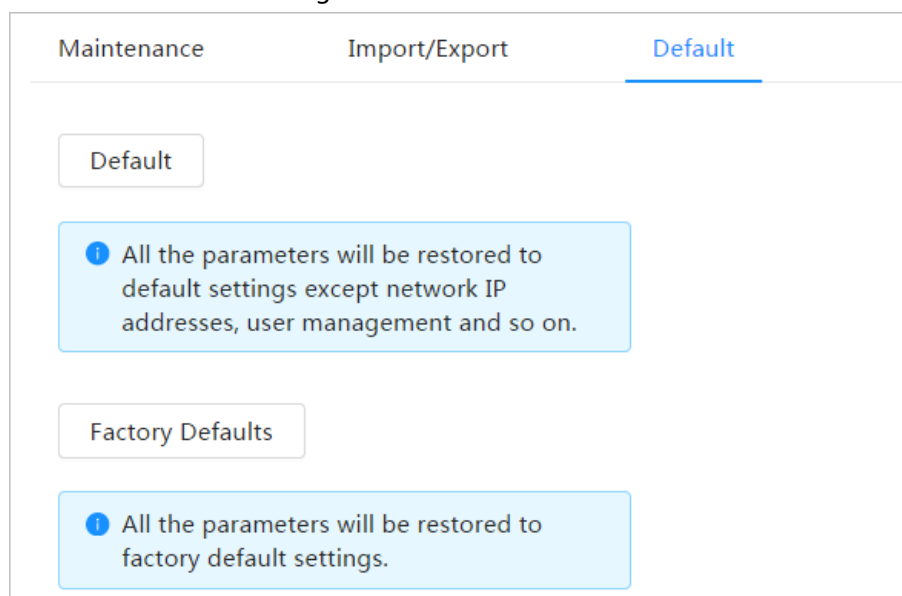 Maintenance Import/Export Default
Default
All the parameters will be restored to
default settings except network IP
addresses, user management and so on.
Factory Defaults
All the parameters will be restored to
factory default settings.